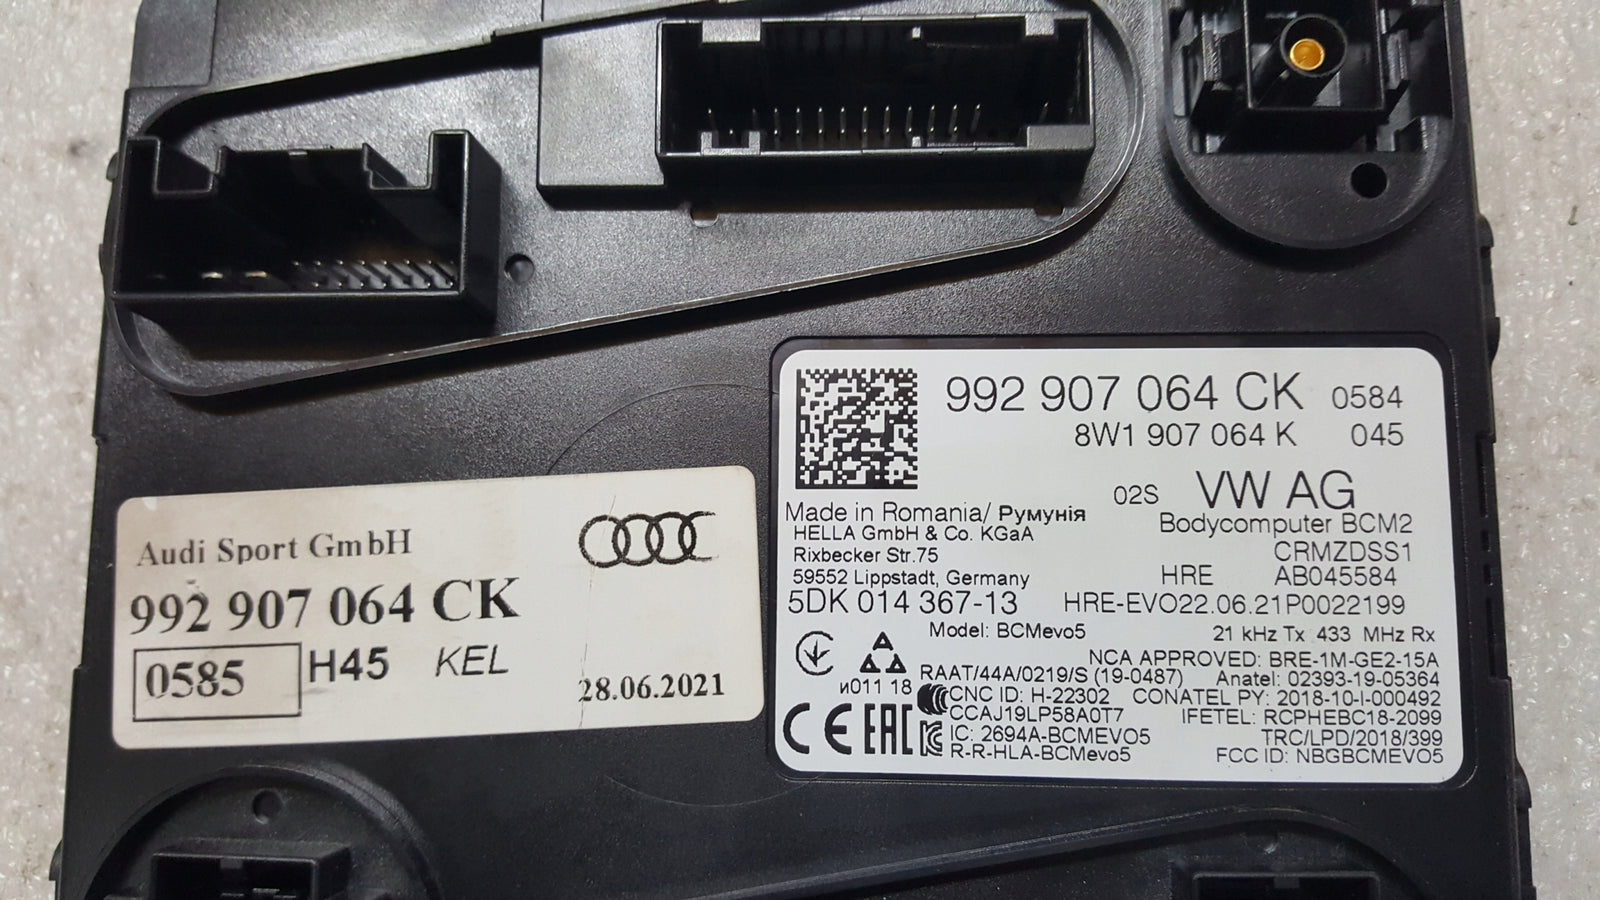 Audi Sport GmbH
992 907 064 CK
0585 H45 KEL
28.06.2021
992 907 064 CK 0584
8W1 907 064 K 045
02S VW AG
Bodycomputer BCM2
CRMZDSS1
HRE AB045584
HRE-EVO22.06.21P0022199
Made in Romania/ Румунія
HELLA GmbH & Co. KGaA
Rixbecker Str.75
59552 Lippstadt, Germany
5DK 014 367-13
Model: BCMevo5
21 kHz Tx 433 MHz Rx
NCA APPROVED: BRE-1M-GE2-15A
RAAT/44A/0219/S (19-0487) Anatel: 02393-19-05364
и011 18
CNC ID: H-22302 CONATEL PY: 2018-10-I-000492
CCAJ19LP58A0T7 IFETEL: RCPHEBC18-2099
CE EAC
IC: 2694A-BCMEVO5 TRC/LPD/2018/399
R-R-HLA-BCMevo5 FCC ID: NBGBCMEVO5